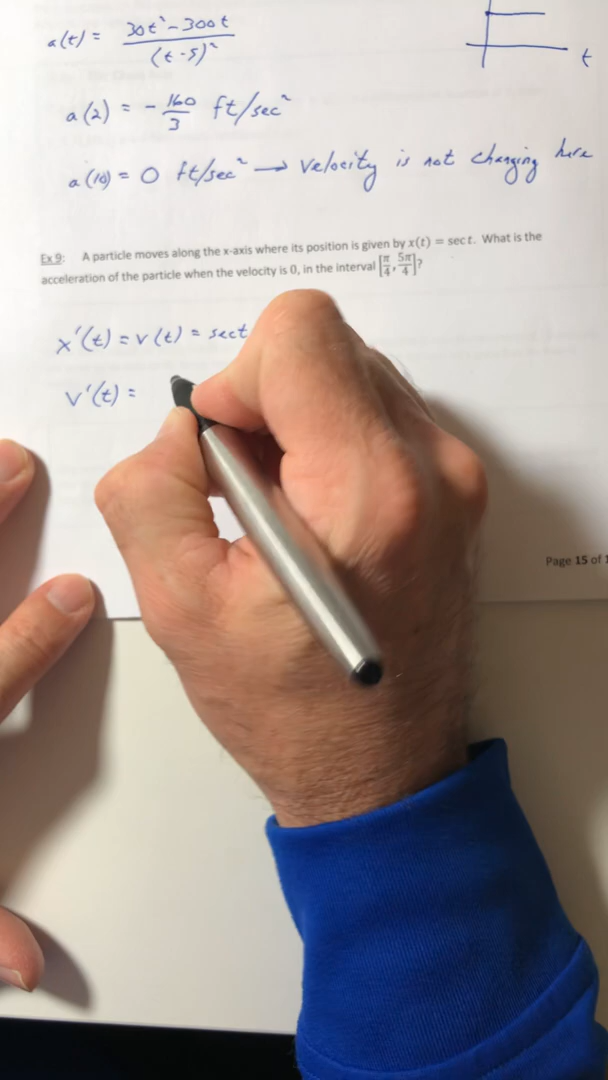 a(t) = (30t² - 300t) / (t-5)²
t
a(2) = - 160/3 ft/sec²
a(10) = 0 ft/sec² → velocity is not changing here
Ex 9: A particle moves along the x-axis where its position is given by x(t) = sec t. What is the
acceleration of the particle when the velocity is 0, in the interval [π/4, 5π/4]?
x'(t) = v(t) = sect
v'(t) =
Page 15 of 1